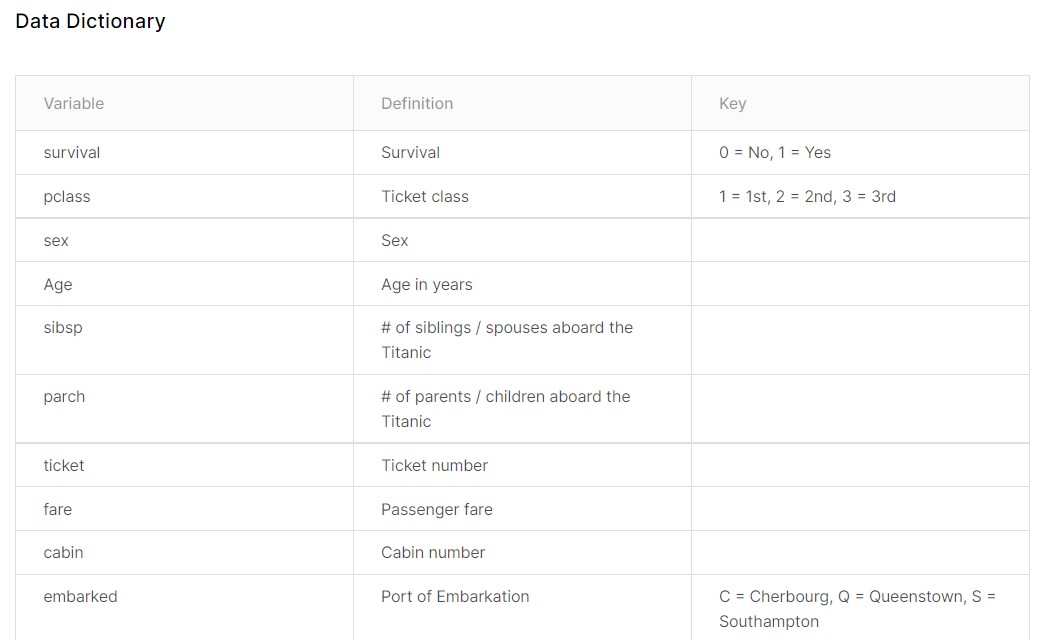 Data Dictionary
Variable Definition Key
survival Survival 0 = No, 1 = Yes
pclass Ticket class 1 = 1st, 2 = 2nd, 3 = 3rd
sex Sex
Age Age in years
sibsp # of siblings / spouses aboard the
Titanic
parch # of parents / children aboard the
Titanic
ticket Ticket number
fare Passenger fare
cabin Cabin number
embarked Port of Embarkation C = Cherbourg, Q = Queenstown, S =
Southampton